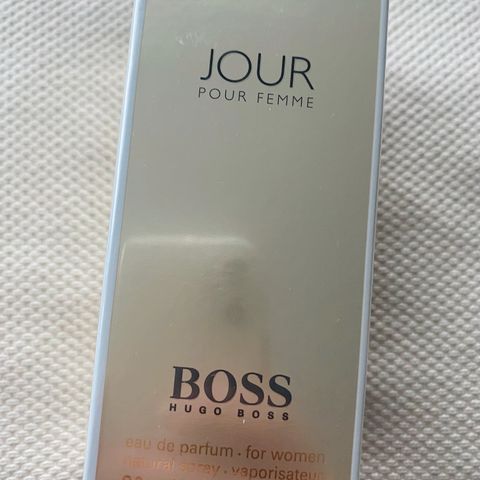 JOUR
POUR FEMME
BOSS
HUGO BOSS
eau de parfum · for women
natural spray · vaporisateur